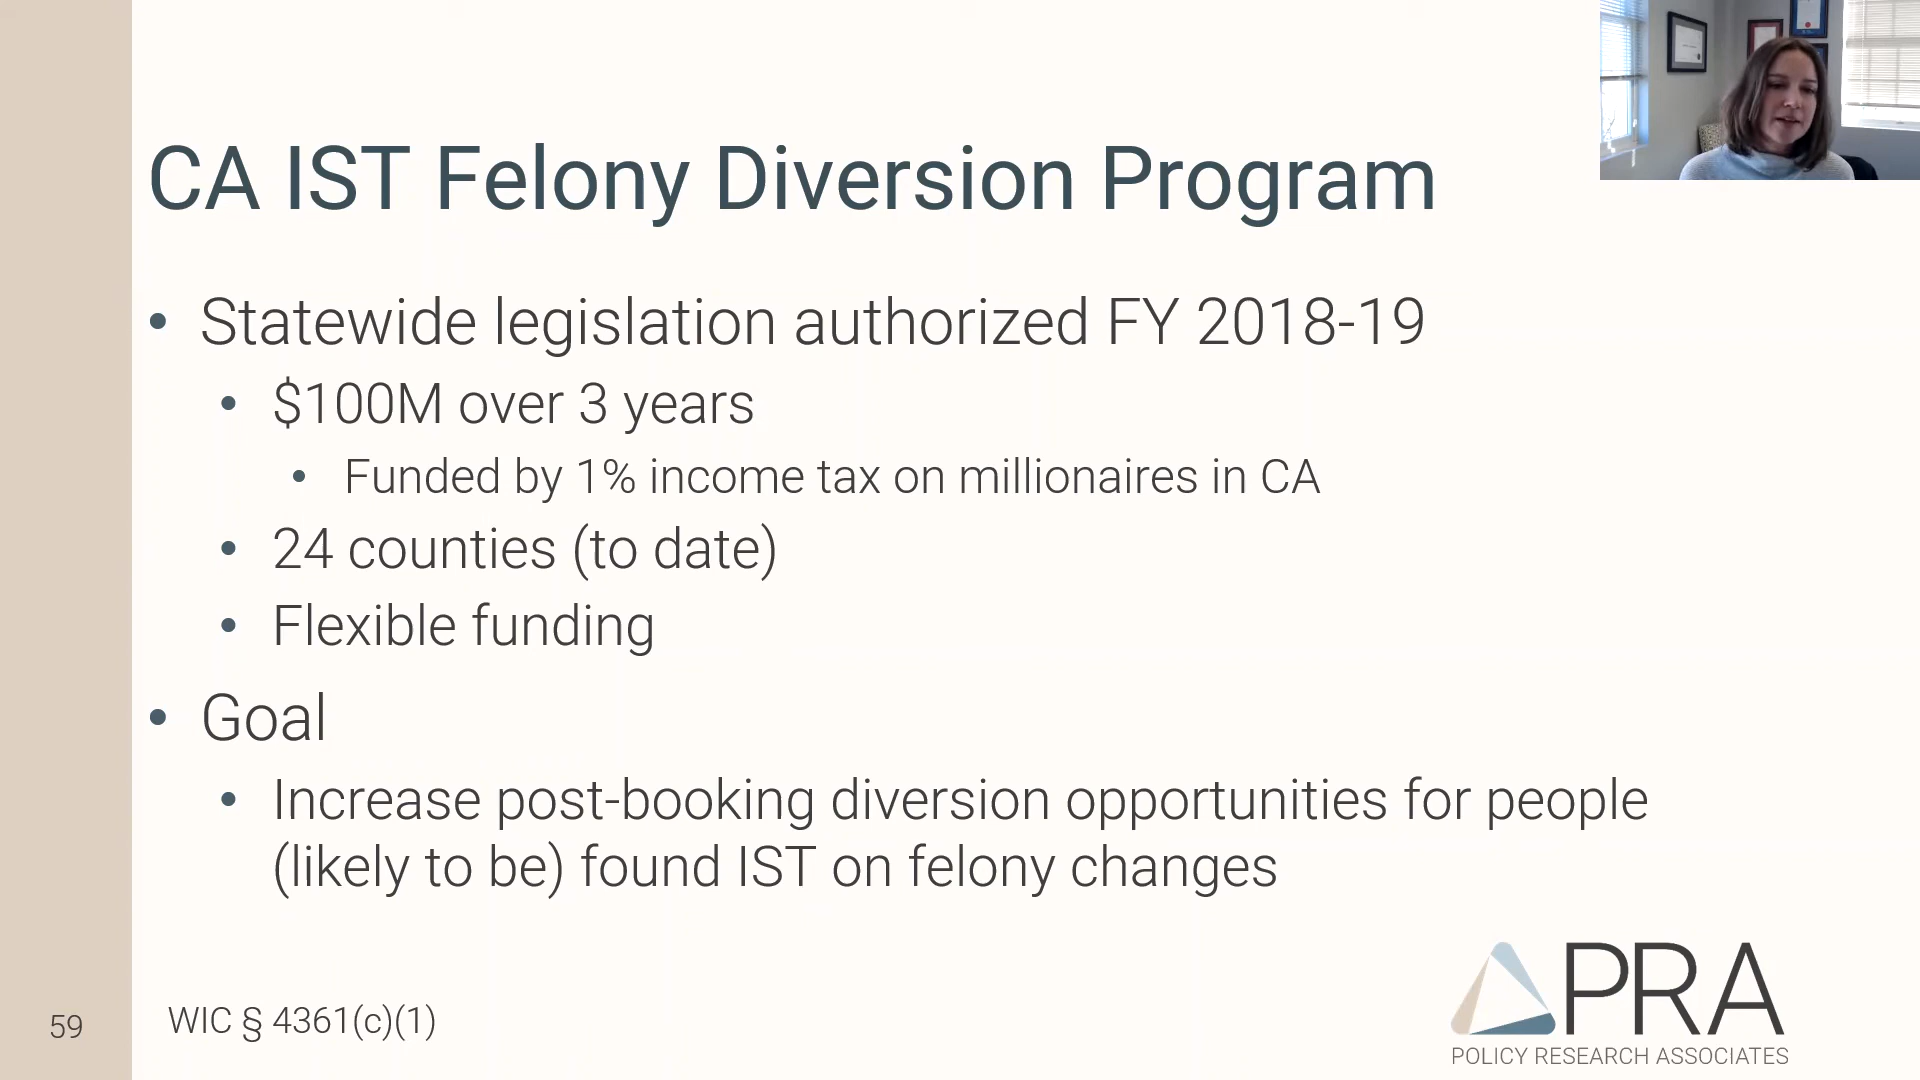 CA IST Felony Diversion Program
• Statewide legislation authorized FY 2018-19
• $100M over 3 years
• Funded by 1% income tax on millionaires in CA
• 24 counties (to date)
• Flexible funding
• Goal
• Increase post-booking diversion opportunities for people
(likely to be) found IST on felony changes
59
WIC § 4361(c)(1)
PRA
POLICY RESEARCH ASSOCIATES